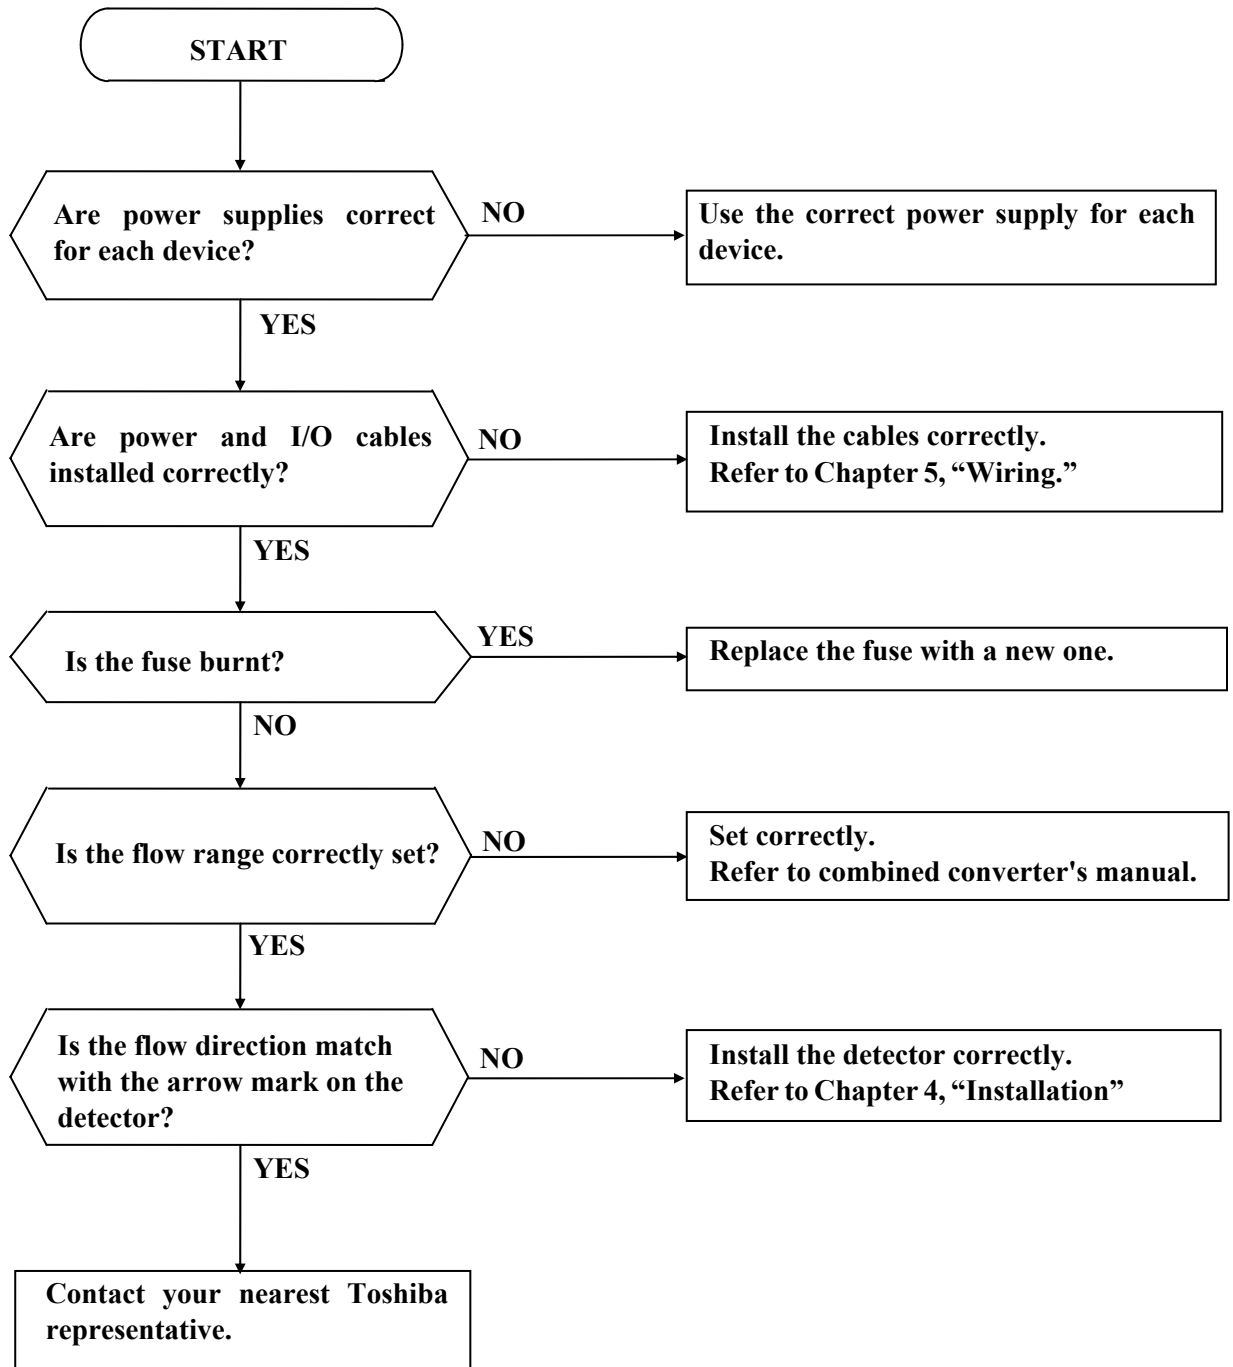 START
Are power supplies correct
for each device?
NO
Use the correct power supply for each
device.
YES
Are power and I/O cables
installed correctly?
NO
Install the cables correctly.
Refer to Chapter 5, “Wiring.”
YES
Is the fuse burnt?
YES
Replace the fuse with a new one.
NO
Is the flow range correctly set?
NO
Set correctly.
Refer to combined converter's manual.
YES
Is the flow direction match
with the arrow mark on the
detector?
NO
Install the detector correctly.
Refer to Chapter 4, “Installation”
YES
Contact your nearest Toshiba
representative.